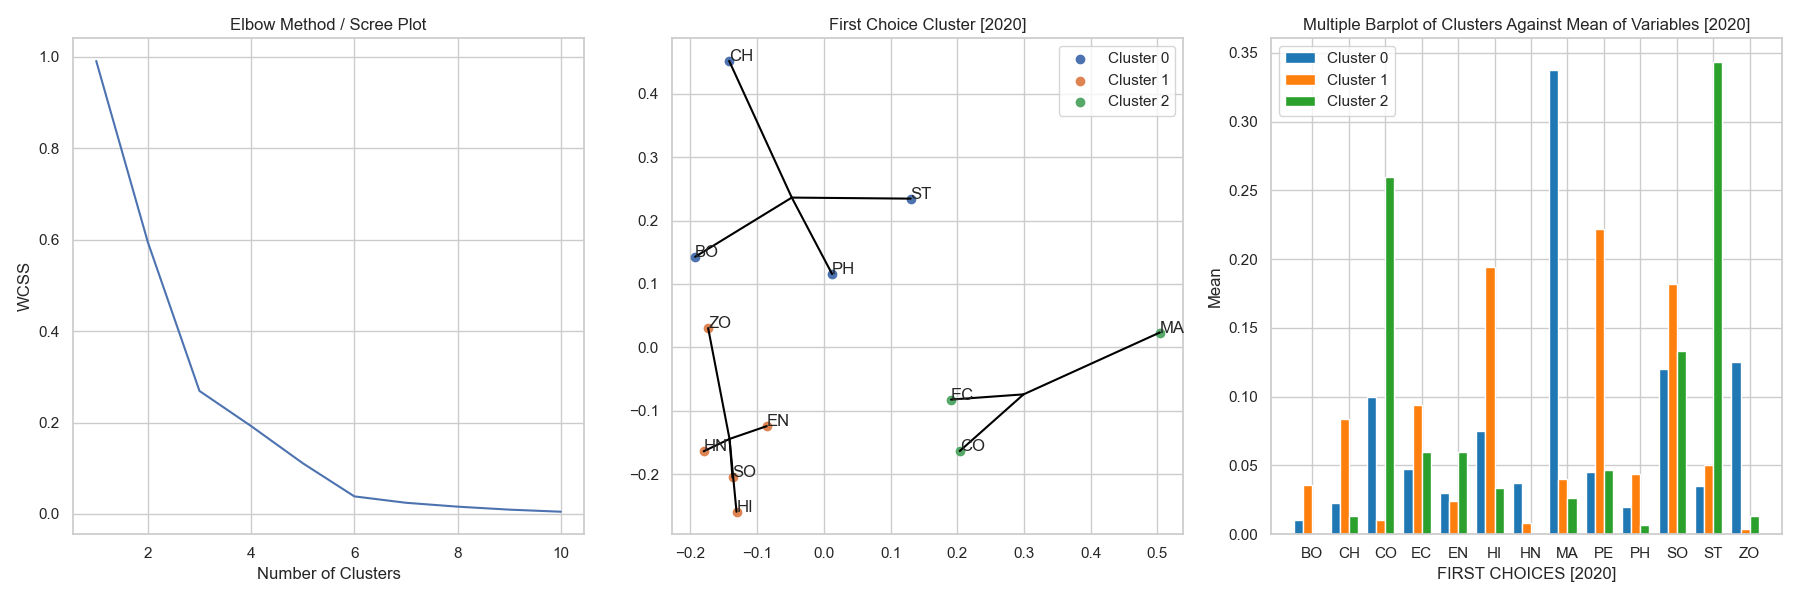 Elbow Method / Scree Plot
1.0
0.8
0.6
0.4
0.2
0.0
WCSS
2 4 6 8 10
Number of Clusters
First Choice Cluster [2020]
Cluster 0
Cluster 1
Cluster 2
0.4
0.3
0.2
0.1
0.0
−0.1
−0.2
CH
ST
BO
PH
ZO
MA
EC
EN
HN
CO
SO
HI
−0.2 −0.1 0.0 0.1 0.2 0.3 0.4 0.5
Multiple Barplot of Clusters Against Mean of Variables [2020]
Cluster 0
Cluster 1
Cluster 2
0.35
0.30
0.25
0.20
0.15
0.10
0.05
0.00
Mean
BO CH CO EC EN HI HN MA PE PH SO ST ZO
FIRST CHOICES [2020]